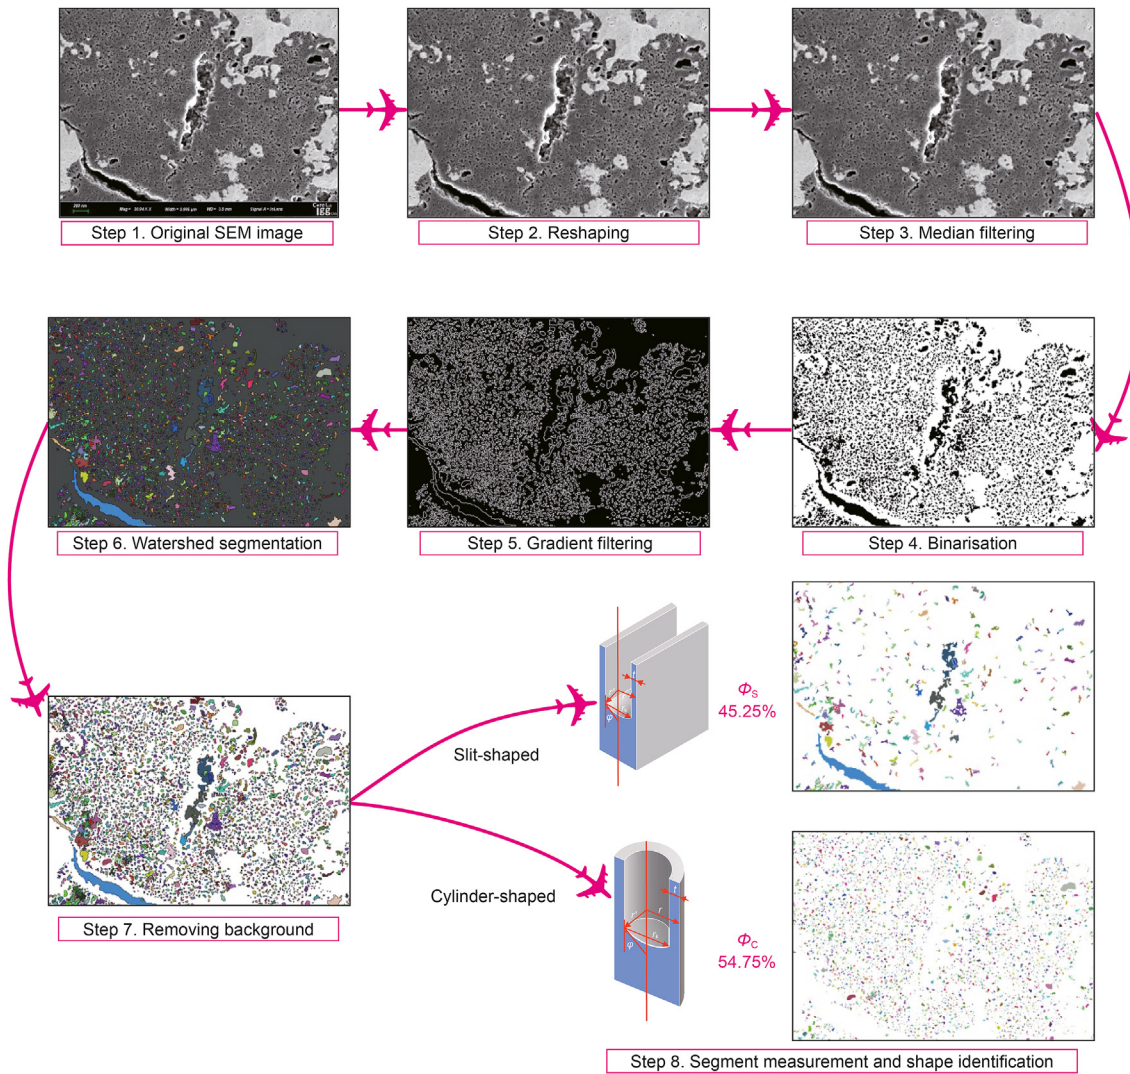 200 nm
Step 1. Original SEM image
Step 2. Reshaping
Step 3. Median filtering
Step 6. Watershed segmentation
Step 5. Gradient filtering
Step 4. Binarisation
Φs
45.25%
Slit-shaped
Step 7. Removing background
Cylinder-shaped
Φc
54.75%
Step 8. Segment measurement and shape identification